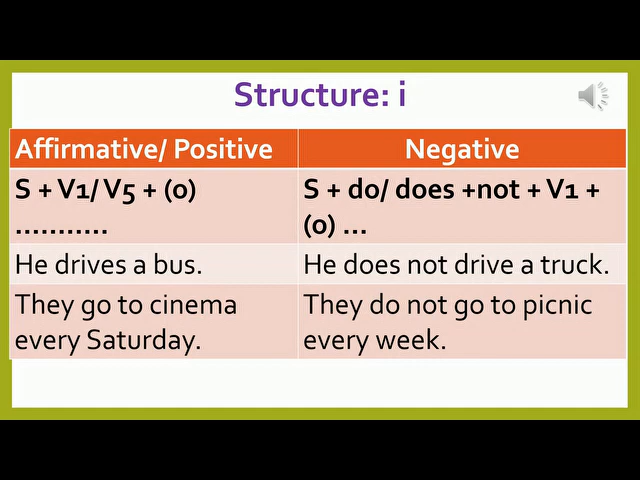 Structure: i
Affirmative/ Positive
Negative
S + V1/ V5 + (o)
...........
S + do/ does +not + V1 +
(o) ...
He drives a bus.
He does not drive a truck.
They go to cinema
every Saturday.
They do not go to picnic
every week.